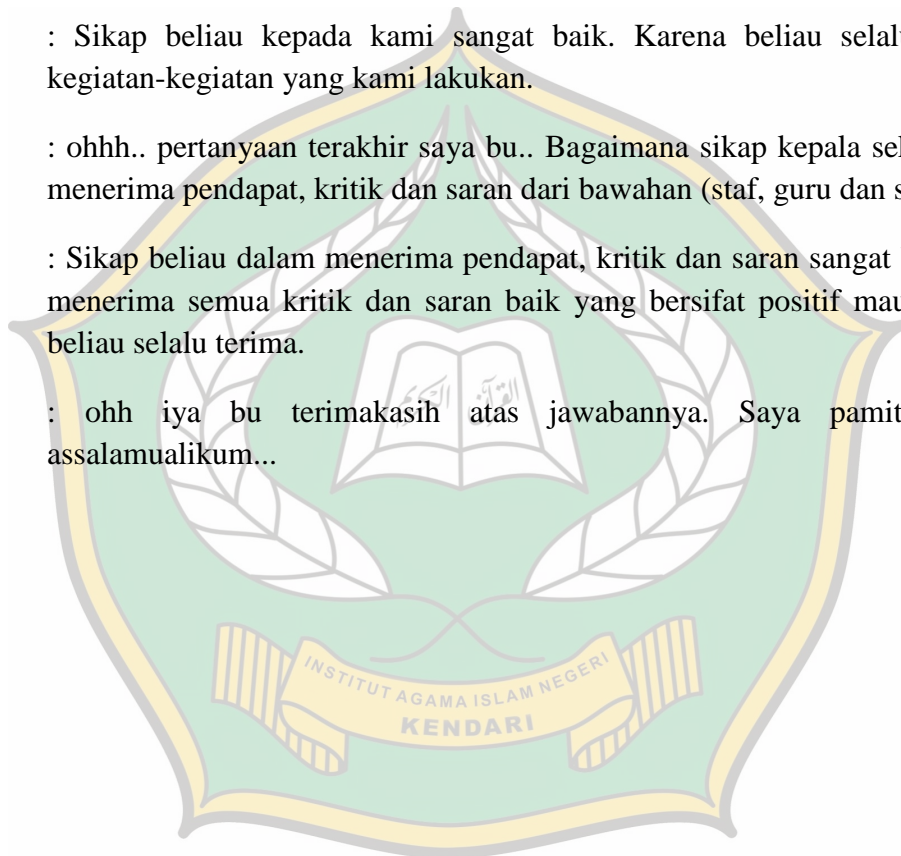 : Sikap beliau kepada kami sangat baik. Karena beliau
kegiatan-kegiatan yang kami lakukan.
: ohhh.. pertanyaan terakhir saya bu.. Bagaimana sikap kepala
menerima pendapat, kritik dan saran dari bawahan (staf, guru dan
: Sikap beliau dalam menerima pendapat, kritik dan saran sangat
menerima semua kritik dan saran baik yang bersifat positif
beliau selalu terima.
: ohh iya bu terimakasih atas jawabannya. Saya pamit
assalamualikum...
القرآن الكريم
INSTITUT AGAMA ISLAM NEGERI
KENDARI